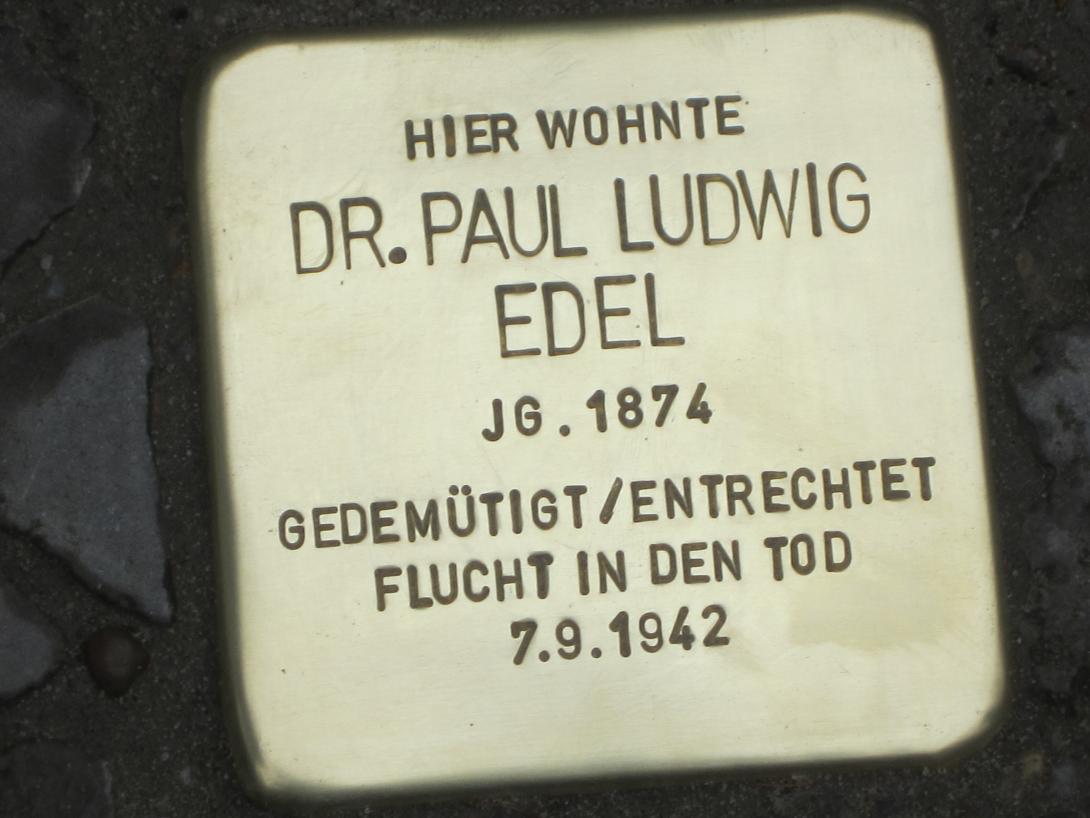 HIER WOHNTE
DR. PAUL LUDWIG
EDEL
JG. 1874
GEDEMÜTIGT/ENTRECHTET
FLUCHT IN DEN TOD
7.9.1942